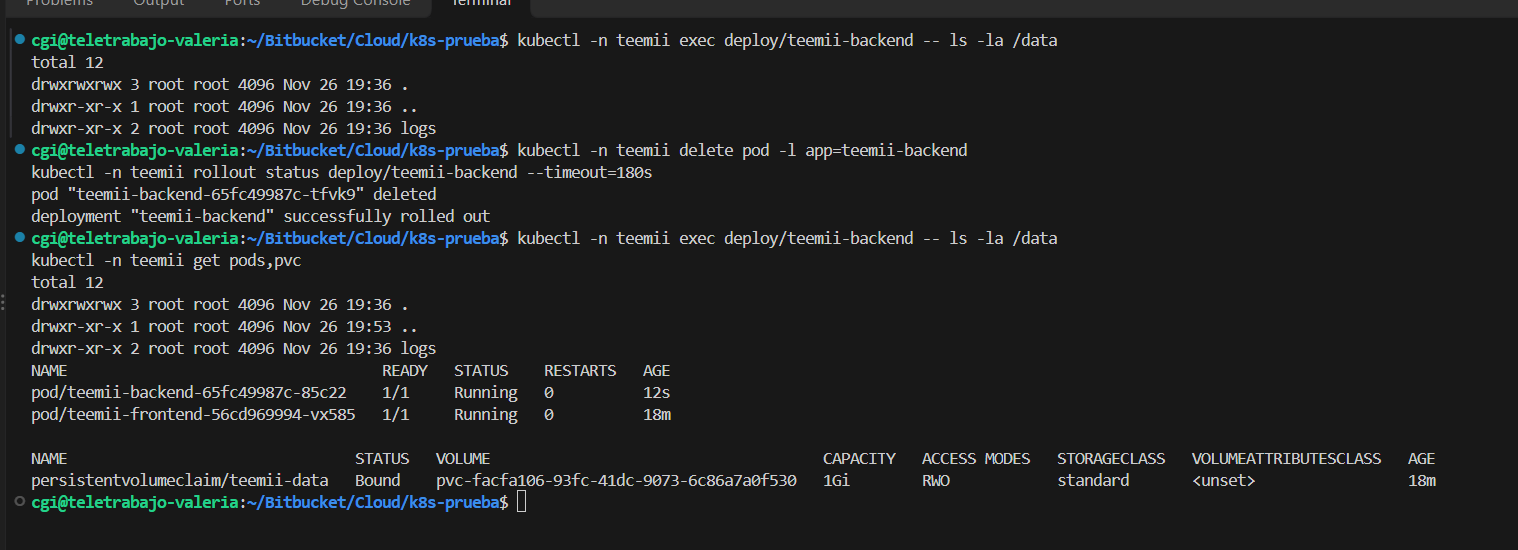 Problems Output Ports Debug Console Terminal
cgi@teletrabajo-valeria:~/Bitbucket/Cloud/k8s-prueba$ kubectl -n teemii exec deploy/teemii-backend -- ls -la /data
total 12
drwxrwxrwx 3 root root 4096 Nov 26 19:36 .
drwxr-xr-x 1 root root 4096 Nov 26 19:36 ..
drwxr-xr-x 2 root root 4096 Nov 26 19:36 logs
cgi@teletrabajo-valeria:~/Bitbucket/Cloud/k8s-prueba$ kubectl -n teemii delete pod -l app=teemii-backend
kubectl -n teemii rollout status deploy/teemii-backend --timeout=180s
pod "teemii-backend-65fc49987c-tfvk9" deleted
deployment "teemii-backend" successfully rolled out
cgi@teletrabajo-valeria:~/Bitbucket/Cloud/k8s-prueba$ kubectl -n teemii exec deploy/teemii-backend -- ls -la /data
kubectl -n teemii get pods,pvc
total 12
drwxrwxrwx 3 root root 4096 Nov 26 19:36 .
drwxr-xr-x 1 root root 4096 Nov 26 19:53 ..
drwxr-xr-x 2 root root 4096 Nov 26 19:36 logs
NAME READY STATUS RESTARTS AGE
pod/teemii-backend-65fc49987c-85c22 1/1 Running 0 12s
pod/teemii-frontend-56cd969994-vx585 1/1 Running 0 18m
NAME STATUS VOLUME CAPACITY ACCESS MODES STORAGECLASS VOLUMEATTRIBUTESCLASS AGE
persistentvolumeclaim/teemii-data Bound pvc-facfa106-93fc-41dc-9073-6c86a7a0f530 1Gi RWO standard <unset> 18m
cgi@teletrabajo-valeria:~/Bitbucket/Cloud/k8s-prueba$